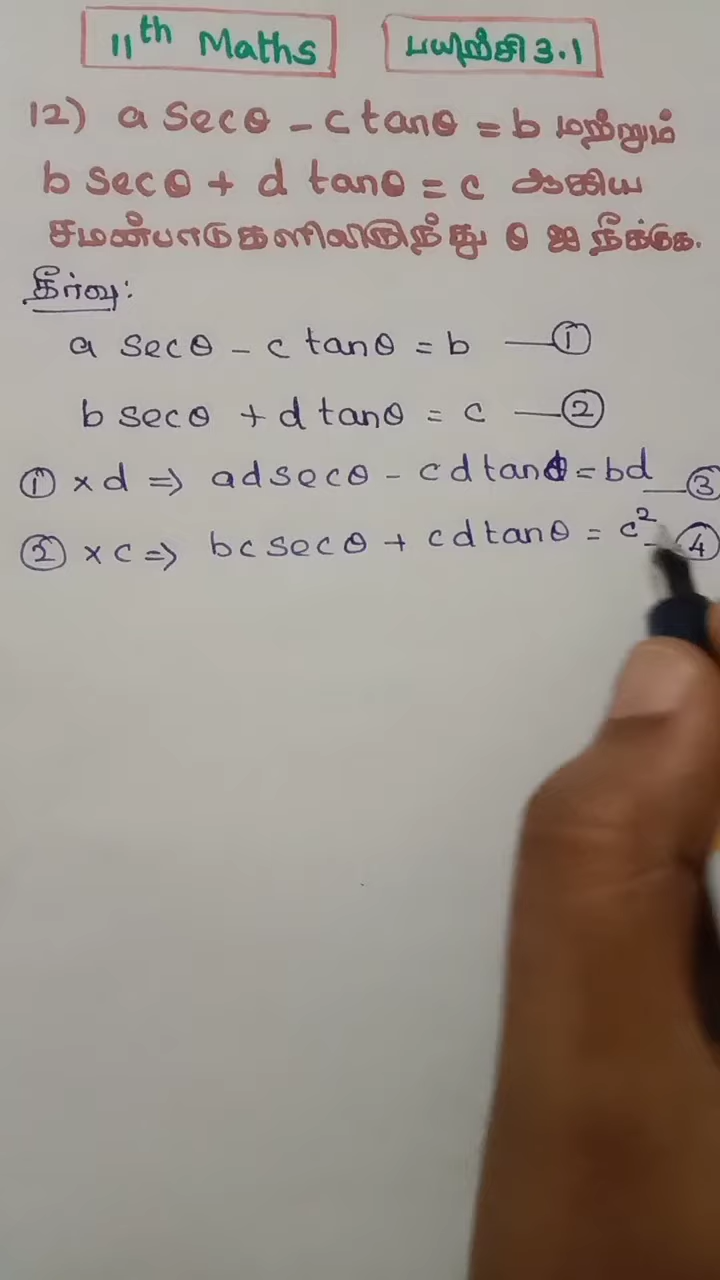 11th Maths பயிற்சி 3.1
12) a secθ - c tanθ = b மற்றும்
b secθ + d tanθ = c ஆகிய
சமன்பாடுகளிலிருந்து θ ஐ நீக்குக.
தீர்வு:
a secθ - c tanθ = b —①
b secθ + d tanθ = c —②
① × d ⇒ ad secθ - cd tanθ = bd —③
② × c ⇒ bc secθ + cd tanθ = c² —④